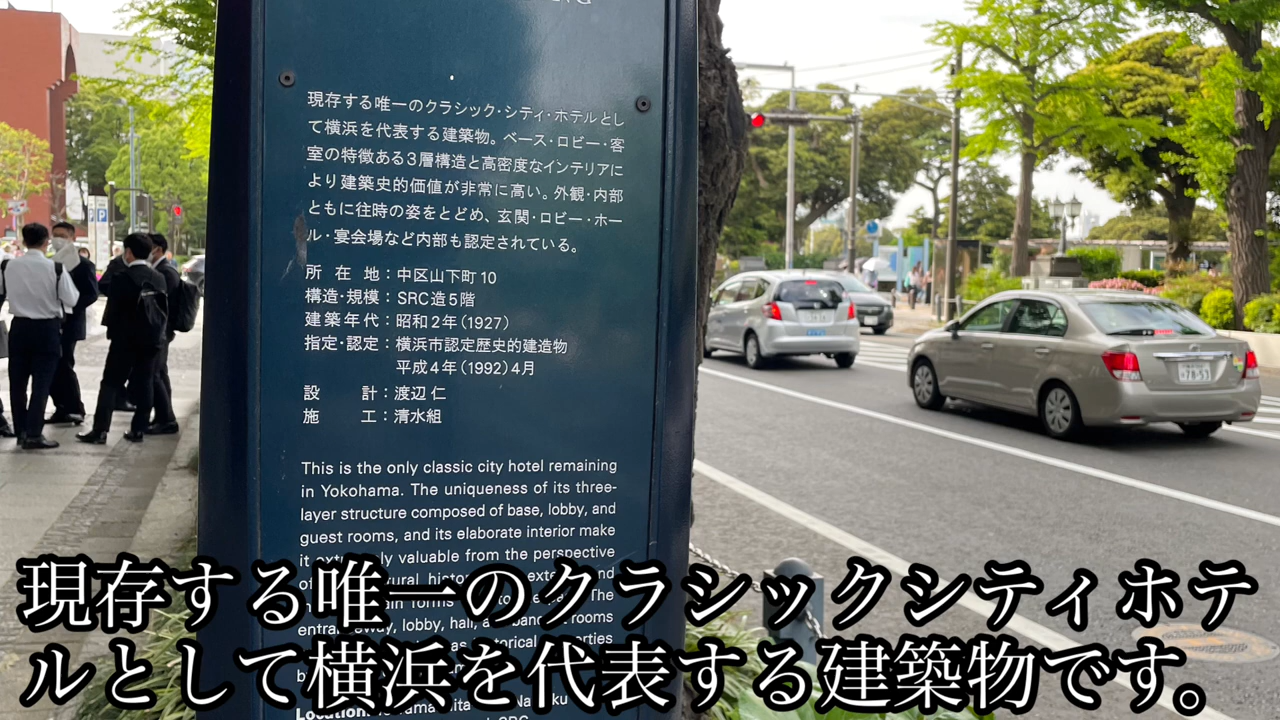 現存する唯一のクラシック・シティ・ホテルとし
て横浜を代表する建築物。ベース・ロビー・客
室の特徴ある3層構造と高密度なインテリアに
より建築史的価値が非常に高い。外観・内部
ともに往時の姿をとどめ、玄関・ロビー・ホー
ル・宴会場など内部も認定されている。
所在地：中区山下町10
構造・規模：SRC造5階
建築年代：昭和2年（1927）
指定・認定：横浜市認定歴史的建造物
平成4年（1992）4月
設計：渡辺 仁
施工：清水組
This is the only classic city hotel remaining
in Yokohama. The uniqueness of its three-
layer structure composed of base, lobby, and
guest rooms, and its elaborate interior make
it valuable from the perspective
The
lobby, hall, rooms
現存する唯一のクラシックシティホテ
ルとして横浜を代表する建築物です。